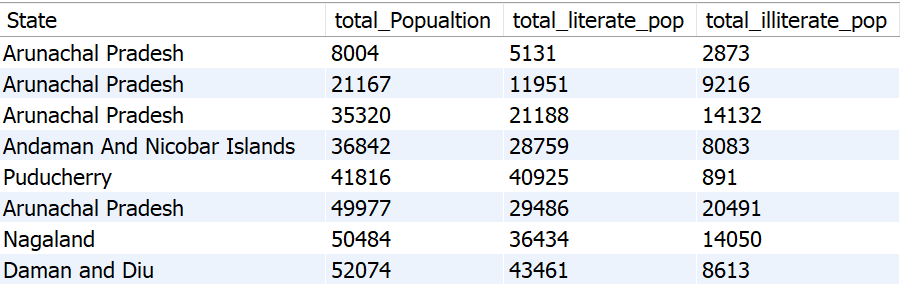 State total_Popualtion total_literate_pop total_illiterate_pop
Arunachal Pradesh 8004 5131 2873
Arunachal Pradesh 21167 11951 9216
Arunachal Pradesh 35320 21188 14132
Andaman And Nicobar Islands 36842 28759 8083
Puducherry 41816 40925 891
Arunachal Pradesh 49977 29486 20491
Nagaland 50484 36434 14050
Daman and Diu 52074 43461 8613